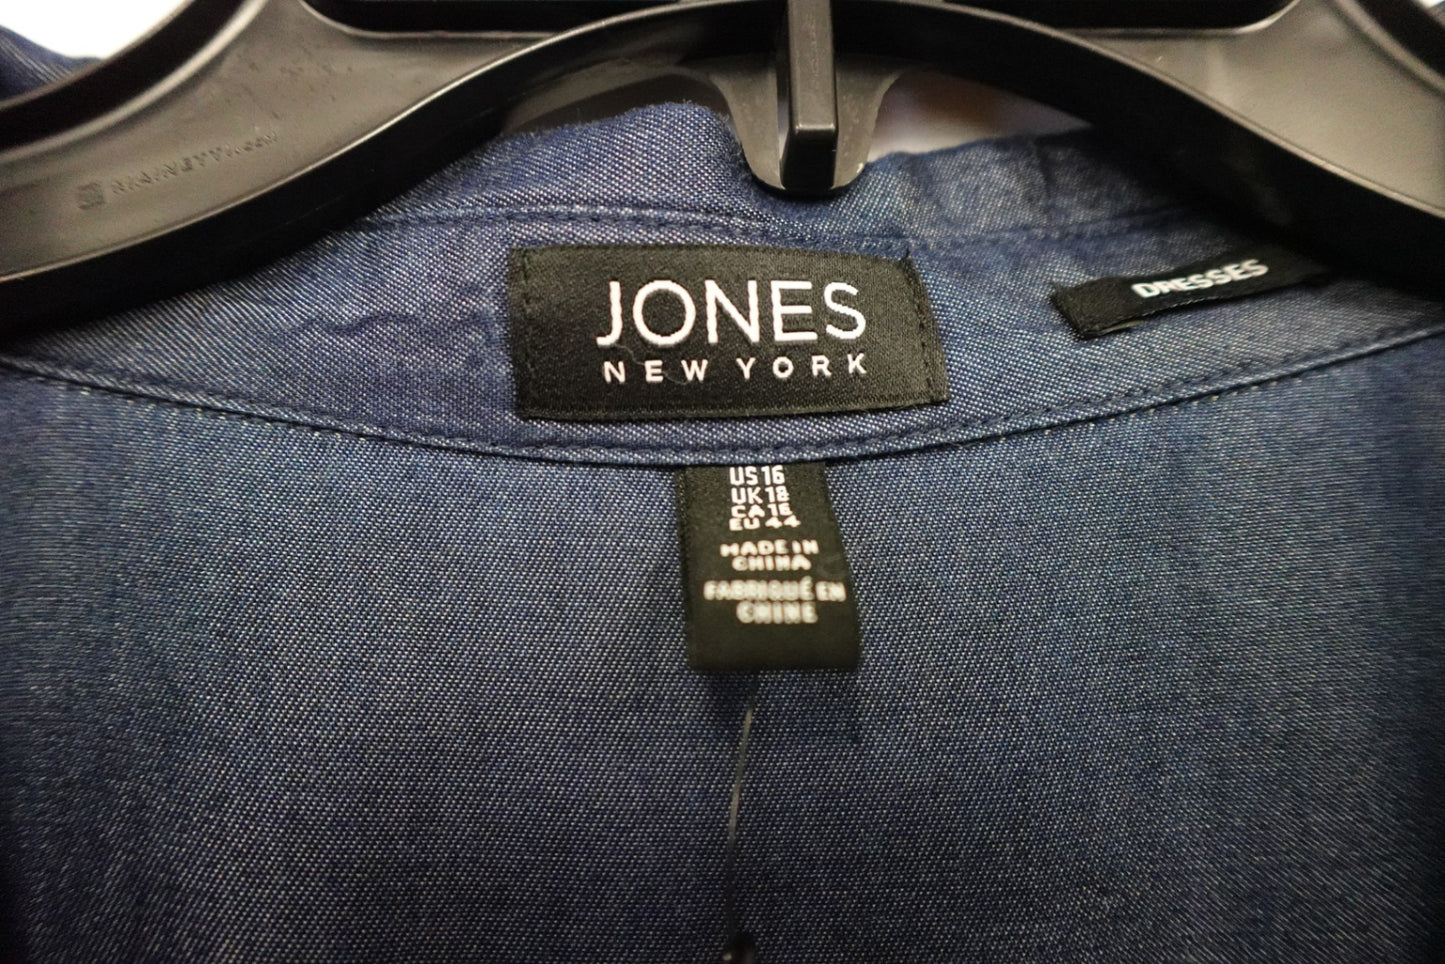 JONES
NEW YORK
DRESSES
US 16
UK 18
CA 16
EU 44
MADE IN
CHINA
FABRIQUÉ EN
CHINE